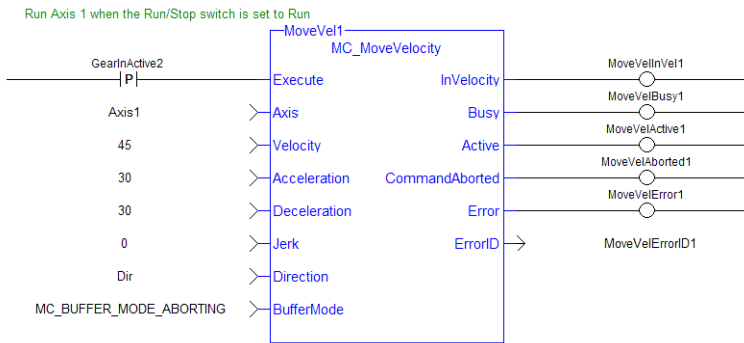 Run Axis 1 when the Run/Stop switch is set to Run
MoveVel1
MC_MoveVelocity
GearInActive2
P
Execute
InVelocity
MoveVelInVel1
Axis1
Axis
Busy
MoveVelBusy1
45
Velocity
Active
MoveVelActive1
30
Acceleration
CommandAborted
MoveVelAborted1
30
Deceleration
Error
MoveVelError1
0
Jerk
ErrorID
MoveVelErrorID1
Dir
Direction
MC_BUFFER_MODE_ABORTING
BufferMode